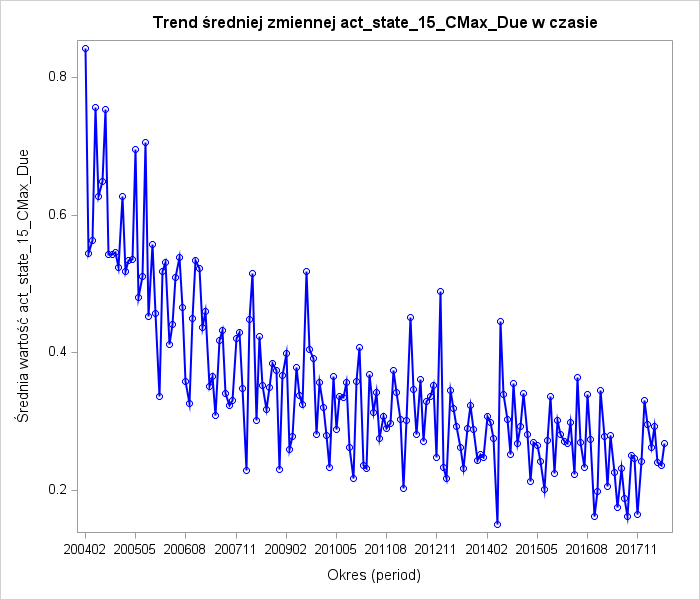 Trend średniej zmiennej act_state_15_CMax_Due w czasie
Średnia wartość act_state_15_CMax_Due
0.8
0.6
0.4
0.2
200402 200505 200608 200711 200902 201005 201108 201211 201402 201505 201608 201711
Okres (period)